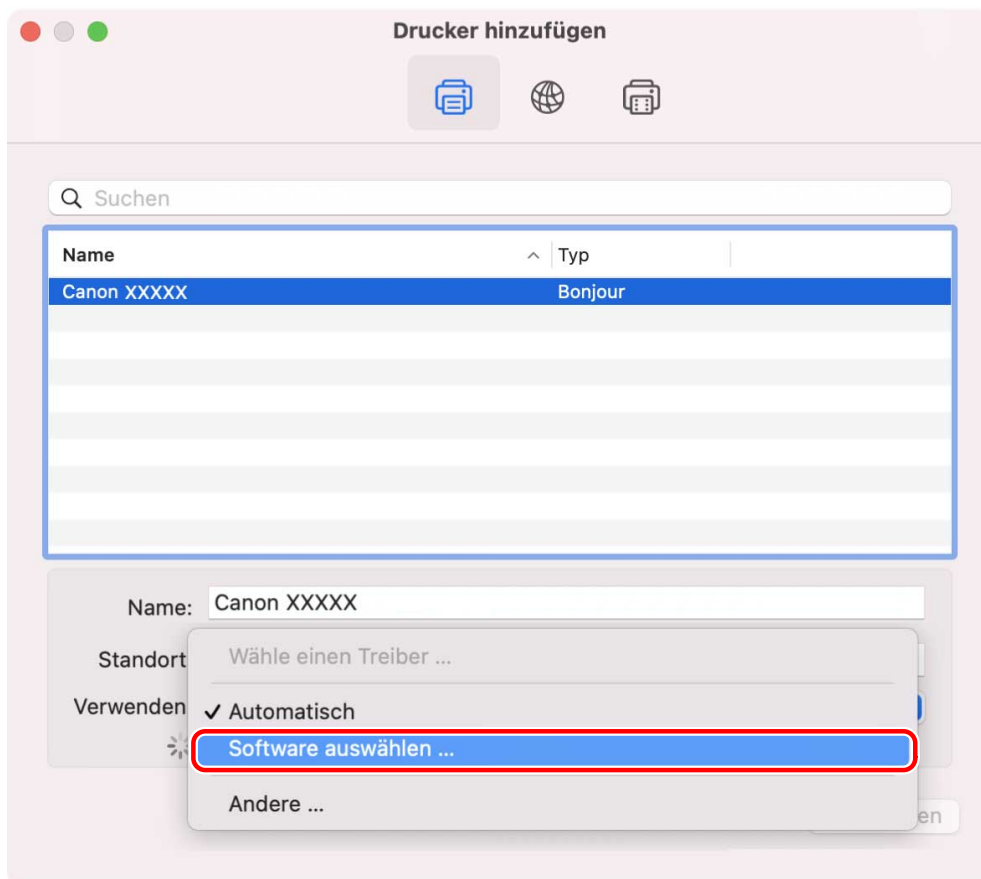 Drucker hinzufügen
Suchen
Name Typ
Canon XXXXX Bonjour
Name: Canon XXXXX
Standort
Wähle einen Treiber ...
Verwenden
✓ Automatisch
Software auswählen ...
Andere ...
en